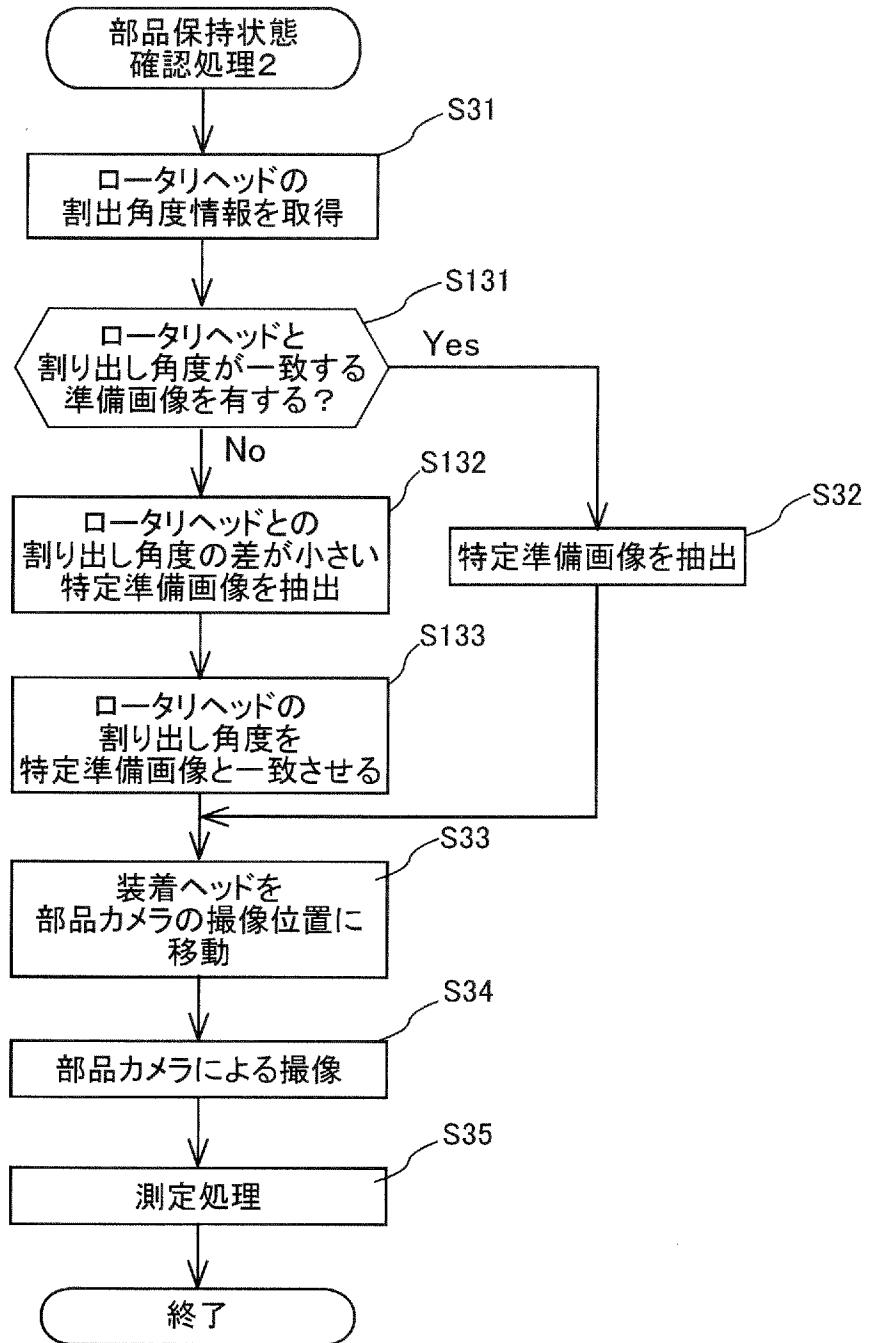 部品保持状態
確認処理2
S31
ロータリヘッドの
割出角度情報を取得
S131
ロータリヘッドと
割り出し角度が一致する
準備画像を有する?
Yes
No
S132
ロータリヘッドとの
割り出し角度の差が小さい
特定準備画像を抽出
S32
特定準備画像を抽出
S133
ロータリヘッドの
割り出し角度を
特定準備画像と一致させる
S33
装着ヘッドを
部品カメラの撮像位置に
移動
S34
部品カメラによる撮像
S35
測定処理
終了